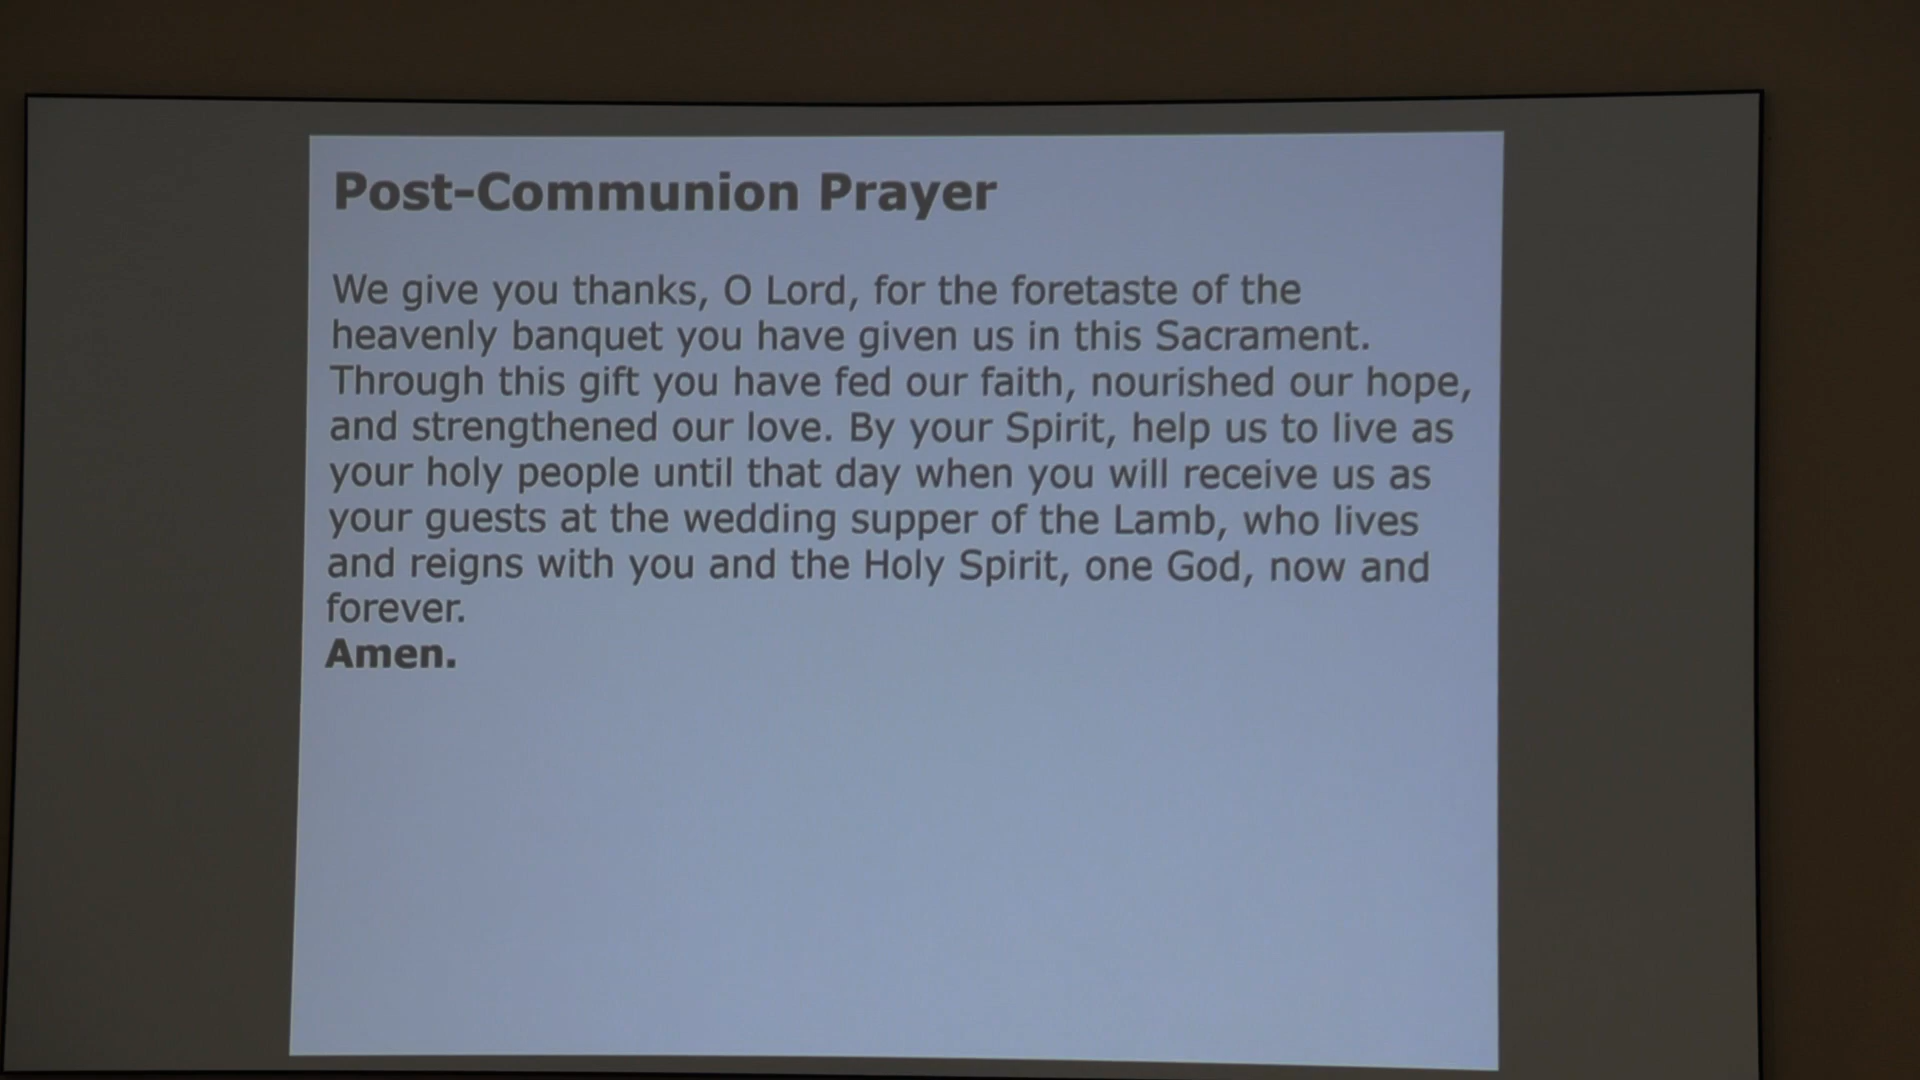 Post-Communion Prayer
We give you thanks, O Lord, for the foretaste of the
heavenly banquet you have given us in this Sacrament.
Through this gift you have fed our faith, nourished our hope,
and strengthened our love. By your Spirit, help us to live as
your holy people until that day when you will receive us as
your guests at the wedding supper of the Lamb, who lives
and reigns with you and the Holy Spirit, one God, now and
forever.
Amen.